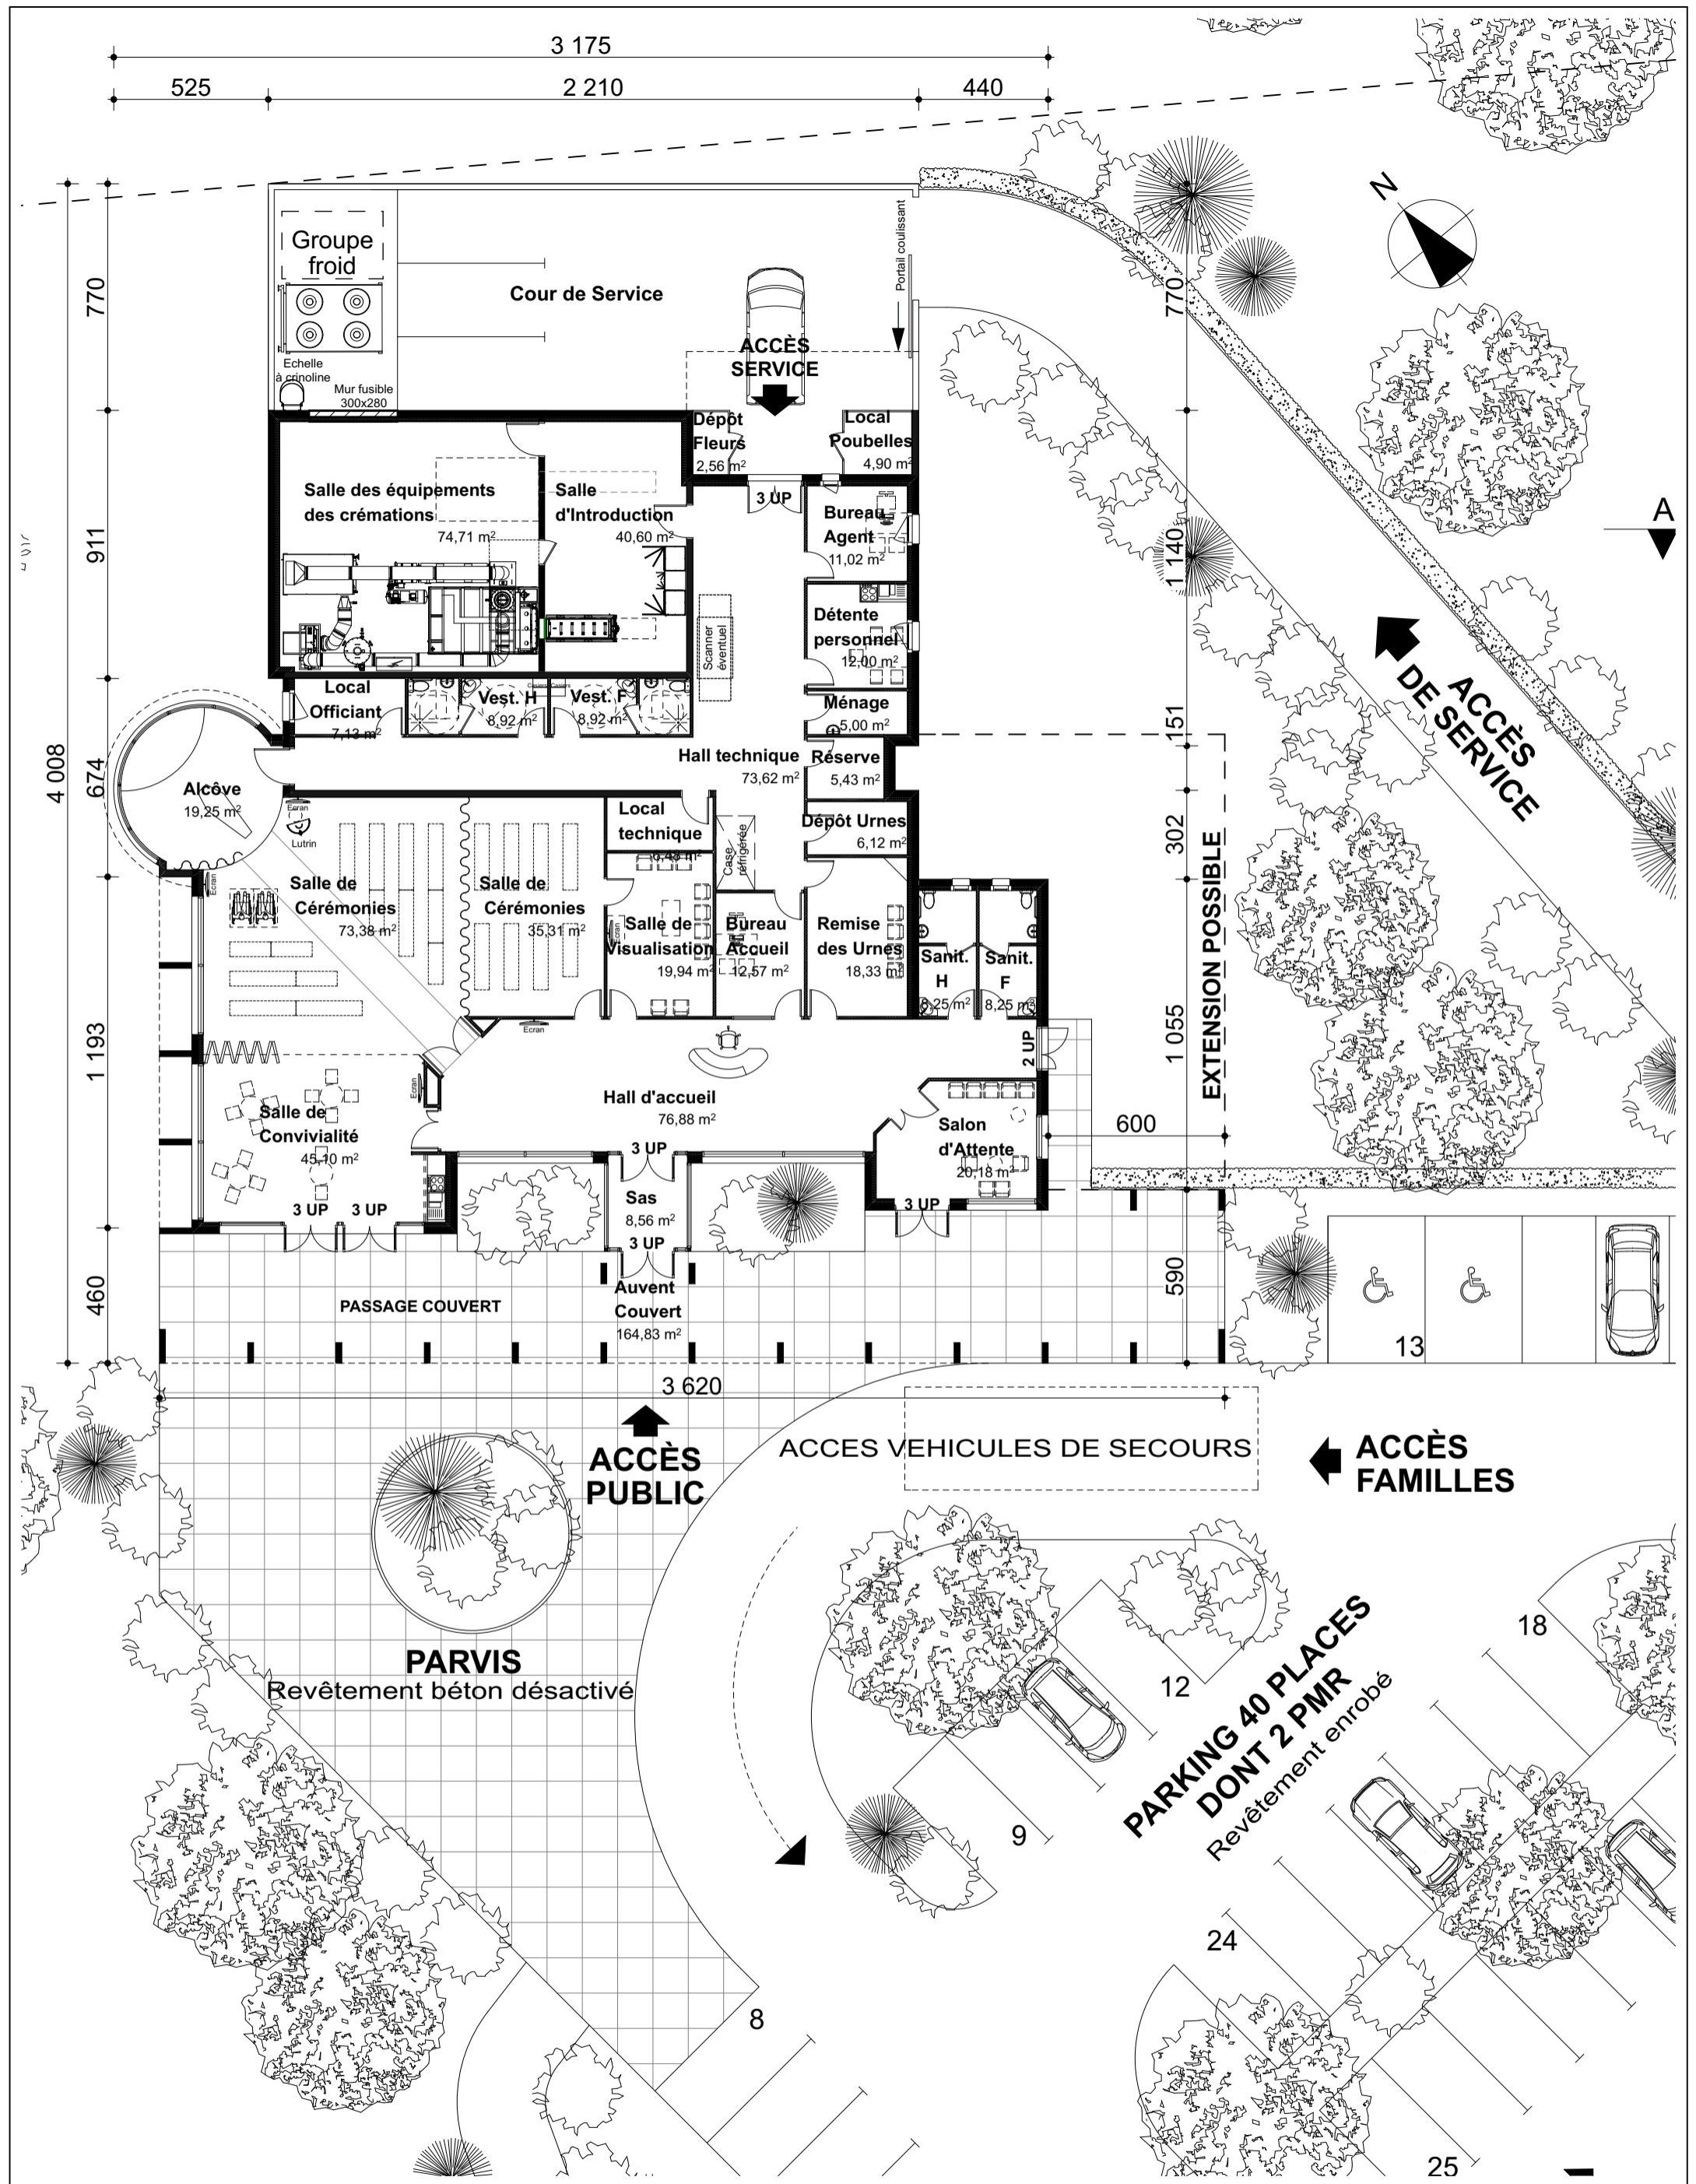 3 175
525
2 210
440
N
Groupe
froid
Cour de Service
Portail coulissant
770
770
Echelle
à crinoline
Mur fusible
300x280
ACCÈS
SERVICE
Dépôt
Fleurs
2,56 m²
Local
Poubelles
4,90 m²
3 UP
Salle des équipements
des crémations
74,71 m²
Salle
d'Introduction
40,60 m²
Bureau
Agent
11,02 m²
A
911
1 140
Détente
personnel
12,00 m²
Scanner
éventuel
ACCÈS
DE SERVICE
Local
Officiant
7,13 m²
Vest. H
8,92 m²
Vest. F
8,92 m²
Ménage
5,00 m²
151
4 008
674
Hall technique
73,62 m²
Réserve
5,43 m²
Alcôve
19,25 m²
Ecran
Lutrin
Local
technique
6,48 m²
Case
réfrigérée
Dépôt Urnes
6,12 m²
302
EXTENSION POSSIBLE
Ecran
Salle de
Cérémonies
73,38 m²
Salle de
Cérémonies
35,31 m²
Ecran
Salle de
Visualisation
19,94 m²
Bureau
Accueil
12,57 m²
Remise
des Urnes
18,33 m²
Sanit.
H
8,25 m²
Sanit.
F
8,25 m²
Ecran
1 193
1 055
2 UP
Ecran
Hall d'accueil
76,88 m²
Salle de
Convivialité
45,10 m²
Salon
d'Attente
20,18 m²
600
3 UP
Sas
8,56 m²
3 UP
3 UP
3 UP
3 UP
3 UP
460
590
PASSAGE COUVERT
Auvent
Couvert
164,83 m²
13
3 620
ACCÈS
PUBLIC
ACCES VEHICULES DE SECOURS
ACCÈS
FAMILLES
PARVIS
Revêtement béton désactivé
PARKING 40 PLACES
DONT 2 PMR
Revêtement enrobé
18
12
9
24
8
25